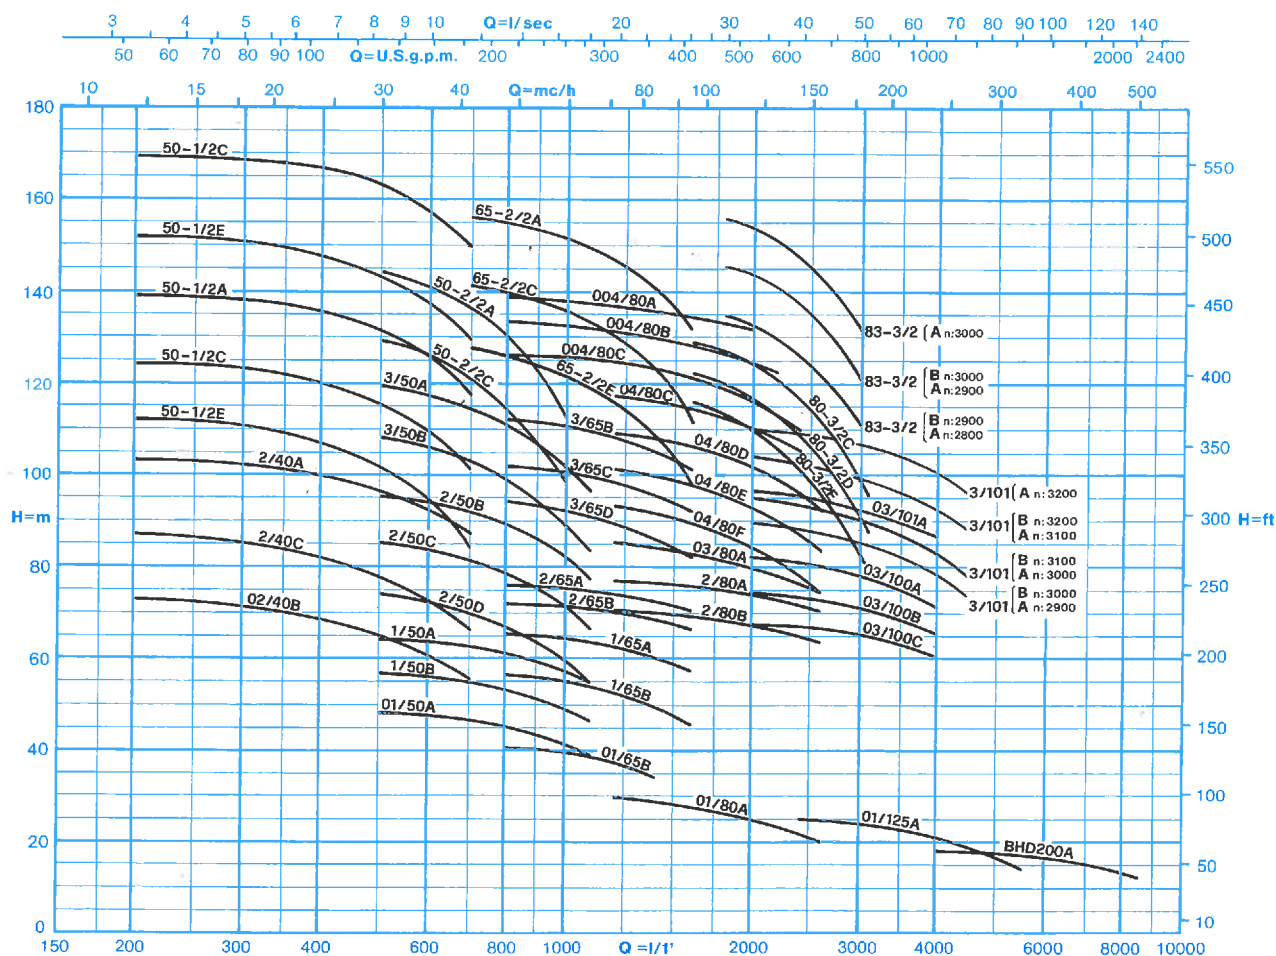 3 4 5 6 7 8 9 10 Q=l/sec 20 30 40 50 60 70 80 90 100 120 140
50 60 70 80 90 100 Q=U.S.g.p.m. 200 300 400 500 600 800 1000 2000 2400
10 15 20 30 40 Q=mc/h 80 100 150 200 300 400 500
180
50-1/2C
550
160
65-2/2A
50-1/2E
500
65-2/2C
50-2/2A
140
50-1/2A
004/80A
450
004/80B
83-3/2 { A n:3000
50-1/2C
50-2/2C
004/80C
83-3/2 { B n:3000
A n:2900
400
120
3/50A
65-2/2E
04/80C
80-3/2C
50-1/2E
3/50B
3/65B
83-3/2 { B n:2900
A n:2800
04/80D
80-3/2D
350
2/40A
100
3/65C
80-3/2E
04/80E
3/101 { A n:3200
2/50B
3/65D
03/101A
H=m
04/80F
3/101 { B n:3200
A n:3100
300 H=ft
2/40C
2/50C
03/80A
80
3/101 { B n:3100
A n:3000
2/65A
2/80A
03/100A
250
02/40B
2/50D
2/65B
2/80B
03/100B
3/101 { B n:3000
A n:2900
1/50A
1/65A
03/100C
60
200
1/50B
1/65B
01/50A
150
40
01/65B
100
01/80A
01/125A
20
BHD200A
50
0
10
150 200 300 400 600 1000 Q=l/1' 2000 3000 4000 6000 8000 10000